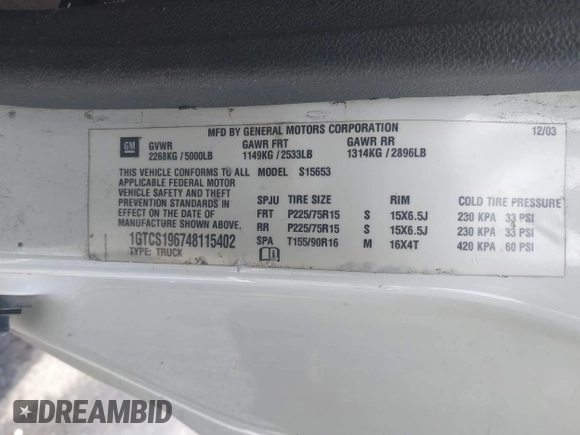 MFD BY GENERAL MOTORS CORPORATION 12/03
GM GVWR GAWR FRT GAWR RR
2268KG / 5000LB 1149KG / 2533LB 1314KG / 2896LB
THIS VEHICLE CONFORMS TO ALL MODEL S15653
APPLICABLE FEDERAL MOTOR
VEHICLE SAFETY AND THEFT
PREVENTION STANDARDS IN
EFFECT ON THE DATE OF
MANUFACTURE SHOWN ABOVE.
1GTCS196748115402
TYPE: TRUCK
SPJU TIRE SIZE RIM COLD TIRE PRESSURE
FRT P225/75R15 S 15X6.5J 230 KPA 33 PSI
RR P225/75R15 S 15X6.5J 230 KPA 33 PSI
SPA T155/90R16 M 16X4T 420 KPA 60 PSI
DREAMBID